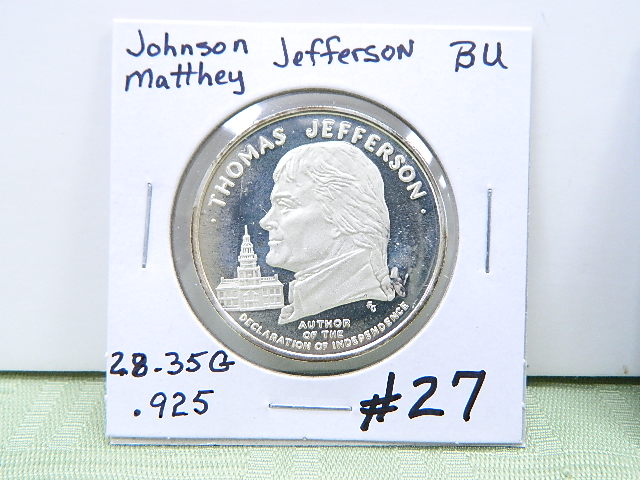 Johnson Jefferson BU
Matthey
· THOMAS JEFFERSON ·
AUTHOR
OF THE
DECLARATION OF INDEPENDENCE
28.35G
.925
#27